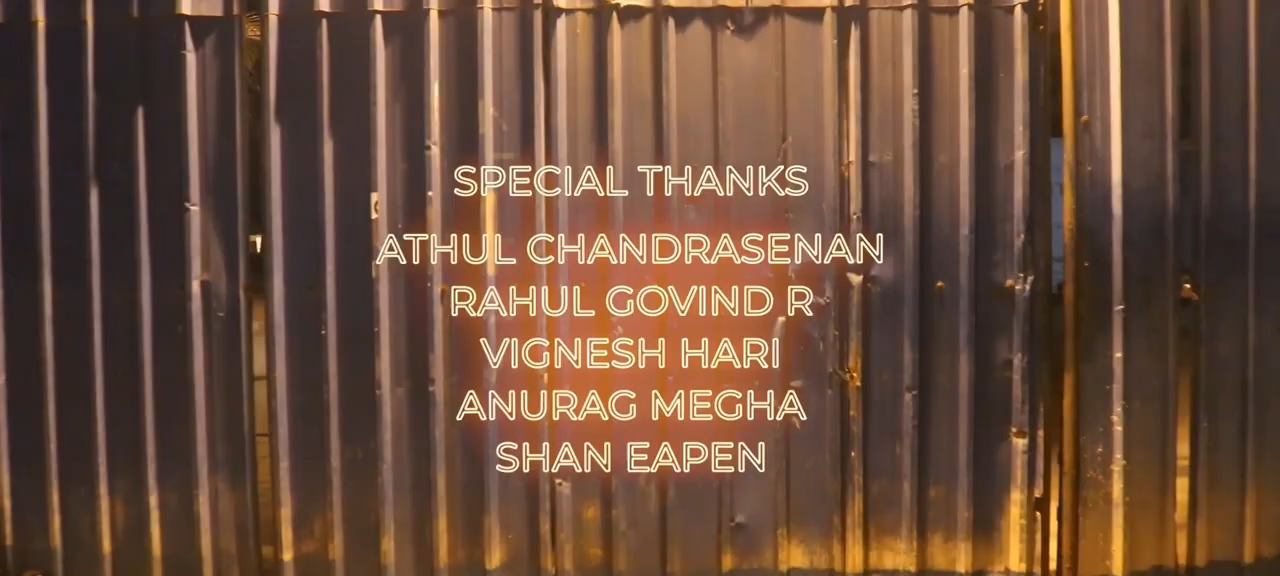 SPECIAL THANKS
ATHUL CHANDRASENAN
RAHUL GOVIND R
VIGNESH HARI
ANURAG MEGHA
SHAN EAPEN